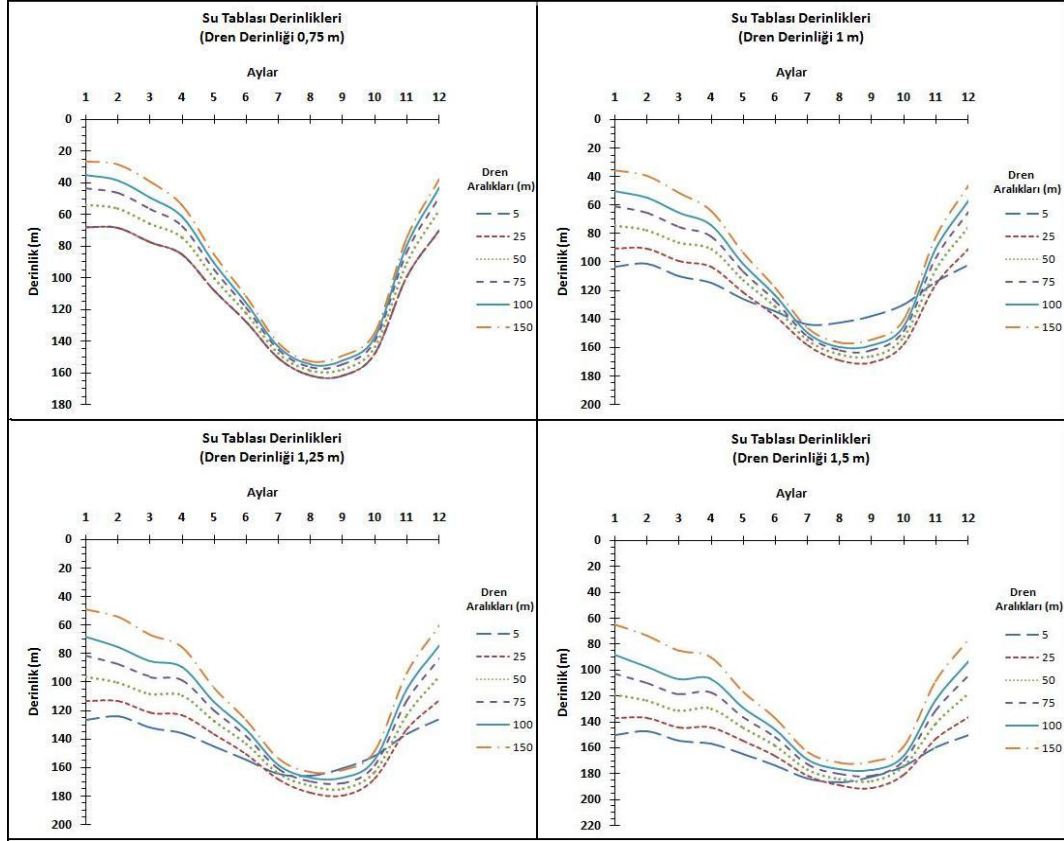 Su Tablası Derinlikleri
(Dren Derinliği 0,75 m)
Aylar
1 2 3 4 5 6 7 8 9 10 11 12
0
20
40
60
80
100
120
140
160
180
Derinlik (m)
Dren
Aralıkları (m)
5
25
50
75
100
150
Su Tablası Derinlikleri
(Dren Derinliği 1 m)
Aylar
1 2 3 4 5 6 7 8 9 10 11 12
0
20
40
60
80
100
120
140
160
180
200
Derinlik (m)
Dren
Aralıkları (m)
5
25
50
75
100
150
Su Tablası Derinlikleri
(Dren Derinliği 1,25 m)
Aylar
1 2 3 4 5 6 7 8 9 10 11 12
0
20
40
60
80
100
120
140
160
180
200
Derinlik (m)
Dren
Aralıkları (m)
5
25
50
75
100
150
Su Tablası Derinlikleri
(Dren Derinliği 1,5 m)
Aylar
1 2 3 4 5 6 7 8 9 10 11 12
0
20
40
60
80
100
120
140
160
180
200
220
Derinlik (m)
Dren
Aralıkları (m)
5
25
50
75
100
150